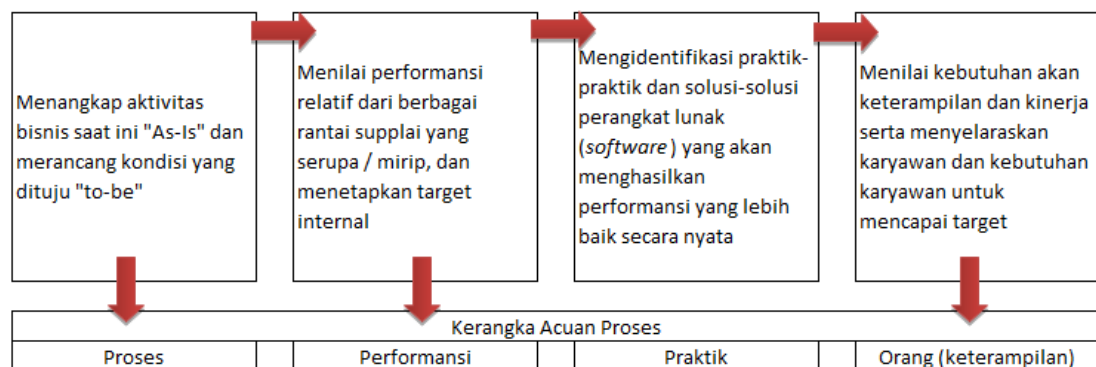 Menangkap aktivitas
bisnis saat ini "As-Is" dan
merancang kondisi yang
dituju "to-be"
Menilai performansi
relatif dari berbagai
rantai supplai yang
serupa / mirip, dan
menetapkan target
internal
Mengidentifikasi praktik-
praktik dan solusi-solusi
perangkat lunak
(software) yang akan
menghasilkan
performansi yang lebih
baik secara nyata
Menilai kebutuhan akan
keterampilan dan kinerja
serta menyelaraskan
karyawan dan kebutuhan
karyawan untuk
mencapai target
Kerangka Acuan Proses
Proses
Performansi
Praktik
Orang (keterampilan)